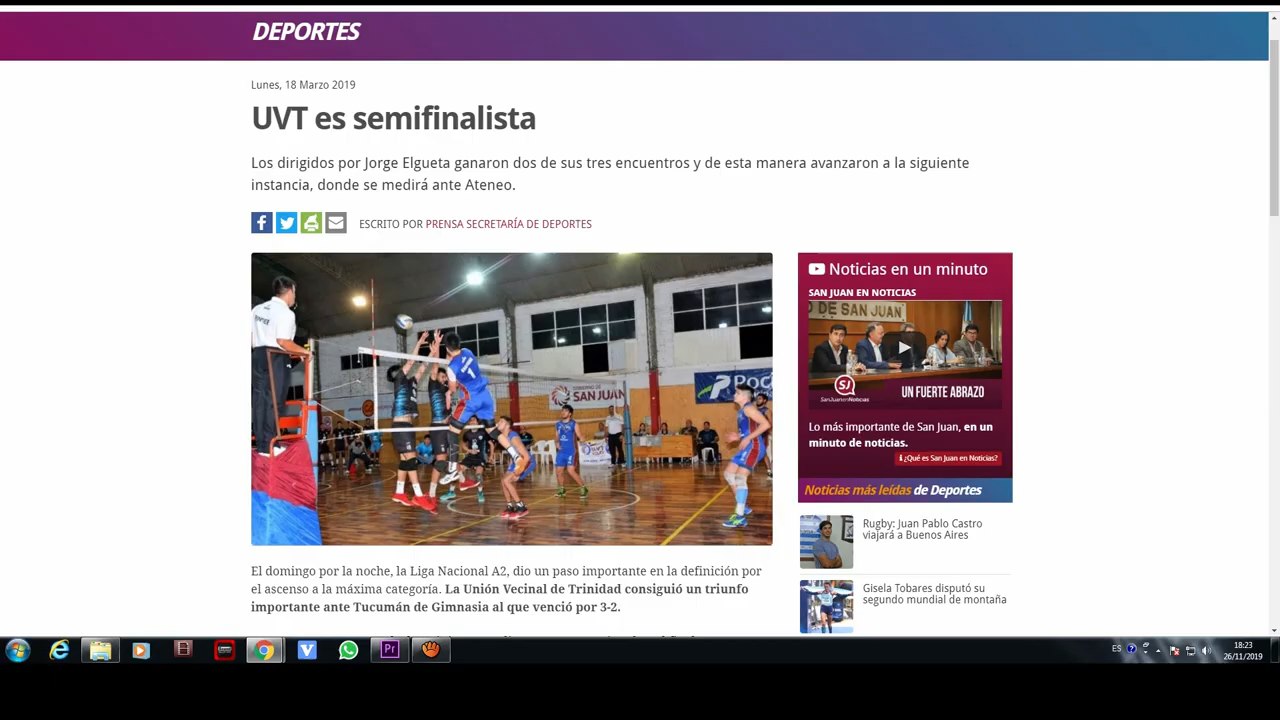 DEPORTES
Lunes, 18 Marzo 2019
UVT es semifinalista
Los dirigidos por Jorge Elgueta ganaron dos de sus tres encuentros y de esta manera avanzaron a la siguiente
instancia, donde se medirá ante Ateneo.
ESCRITO POR PRENSA SECRETARÍA DE DEPORTES
GOBIERNO DE
SAN JUAN
Poci
El domingo por la noche, la Liga Nacional A2, dio un paso importante en la definición por
el ascenso a la máxima categoría. La Unión Vecinal de Trinidad consiguió un triunfo
importante ante Tucumán de Gimnasia al que venció por 3-2.
Noticias en un minuto
SAN JUAN EN NOTICIAS
O DE SAN JUAN
SJ
SanJuanenNoticias
UN FUERTE ABRAZO
Lo más importante de San Juan, en un
minuto de noticias.
¿Qué es San Juan en Noticias?
Noticias más leídas de Deportes
Rugby: Juan Pablo Castro
viajará a Buenos Aires
Gisela Tobares disputó su
segundo mundial de montaña
Pr
ES
18:23
26/11/2019